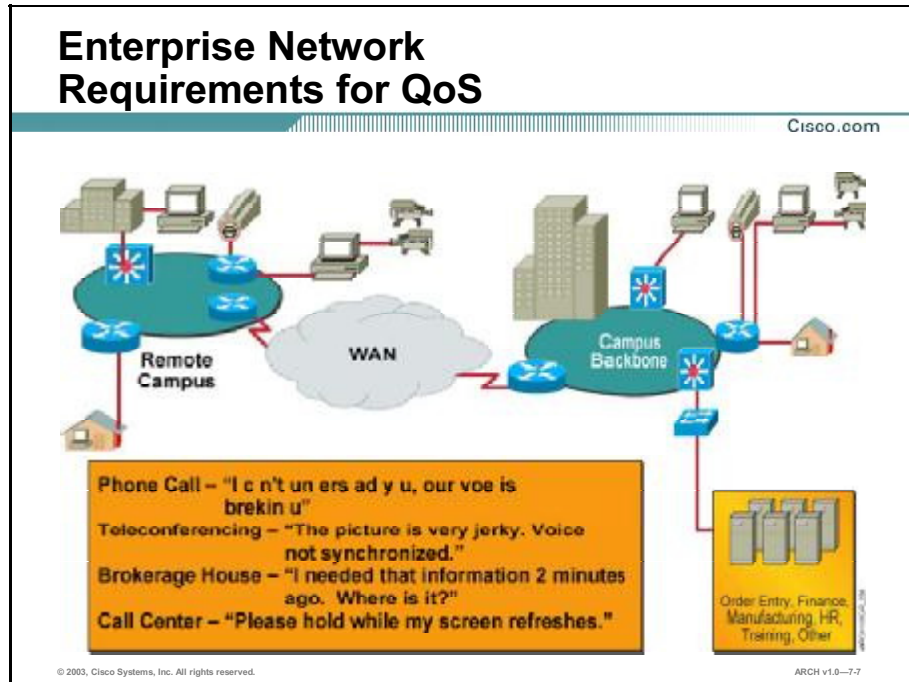 Enterprise Network
Requirements for QoS
Cisco.com
WAN
Remote
Campus
Campus
Backbone
Phone Call – "I c n't un ers ad y u, our voe is
brekin u"
Teleconferencing – "The picture is very jerky. Voice
not synchronized."
Brokerage House – "I needed that information 2 minutes
ago. Where is it?"
Call Center – "Please hold while my screen refreshes."
Order Entry, Finance,
Manufacturing, HR,
Training, Other
© 2003, Cisco Systems, Inc. All rights reserved.
ARCH v1.0—7-7